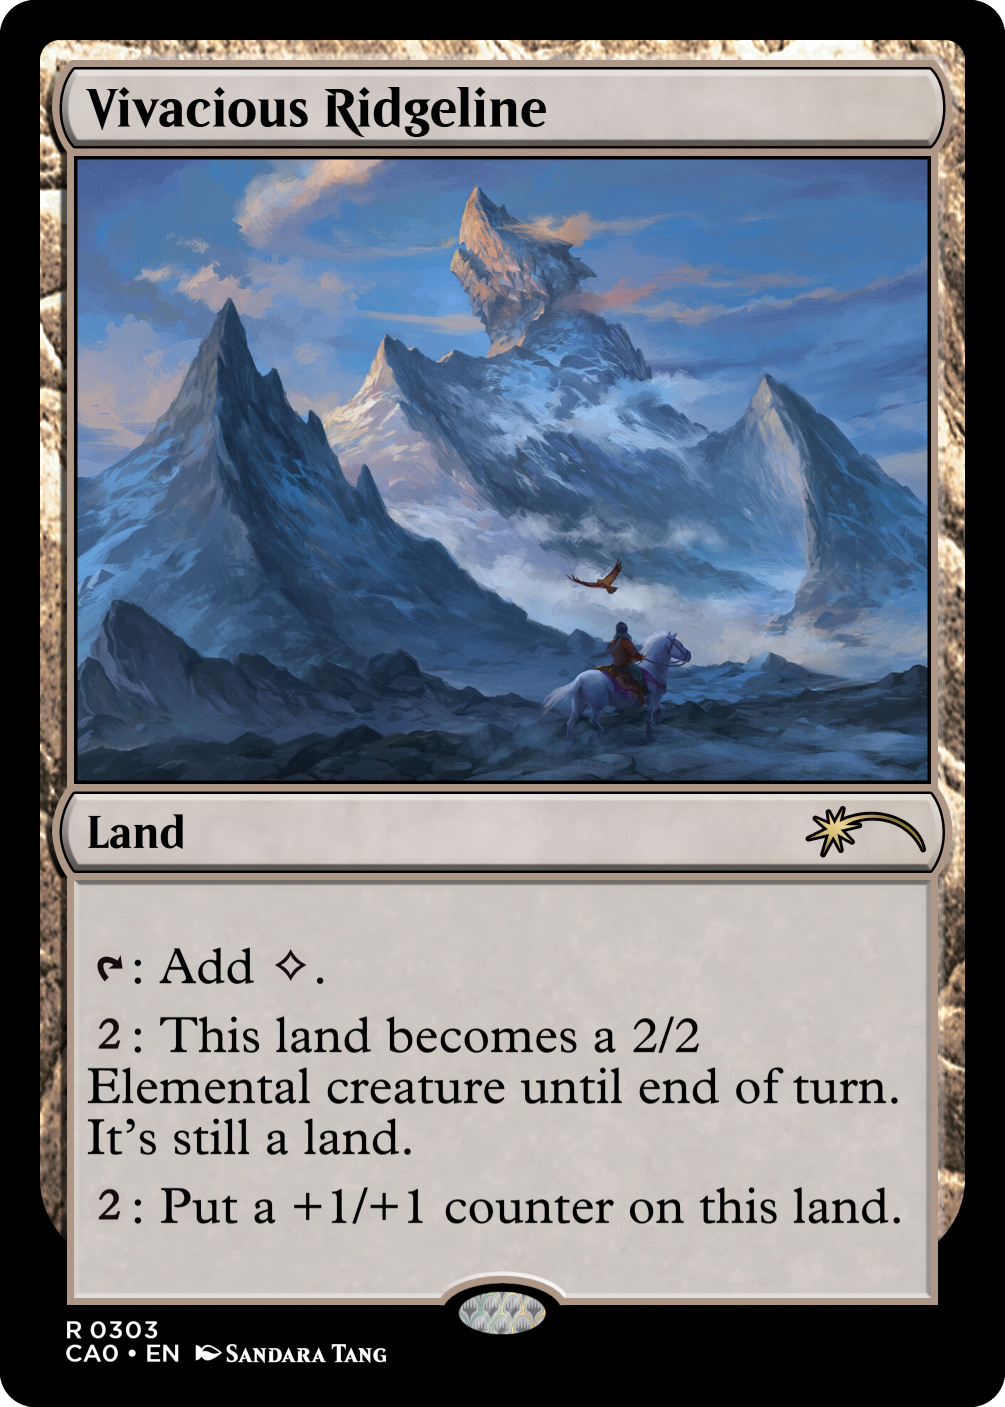 Vivacious Ridgeline
Land
: Add .
2: This land becomes a 2/2
Elemental creature until end of turn.
It's still a land.
2: Put a +1/+1 counter on this land.
R 0303
CAO • EN SANDARA TANG